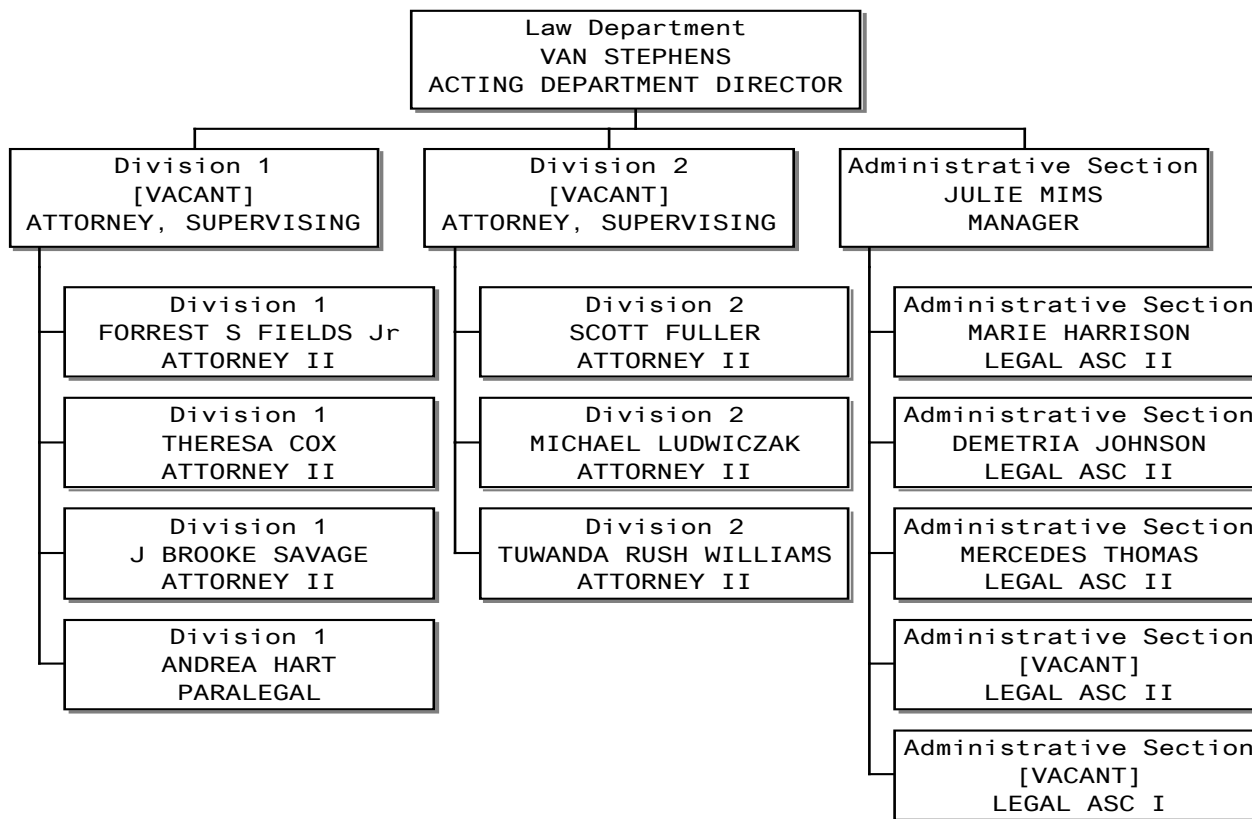 Law Department
VAN STEPHENS
ACTING DEPARTMENT DIRECTOR
Division 1
[VACANT]
ATTORNEY, SUPERVISING
Division 1
FORREST S FIELDS Jr
ATTORNEY II
Division 1
THERESA COX
ATTORNEY II
Division 1
J BROOKE SAVAGE
ATTORNEY II
Division 1
ANDREA HART
PARALEGAL
Division 2
[VACANT]
ATTORNEY, SUPERVISING
Division 2
SCOTT FULLER
ATTORNEY II
Division 2
MICHAEL LUDWICZAK
ATTORNEY II
Division 2
TUWANDA RUSH WILLIAMS
ATTORNEY II
Administrative Section
JULIE MIMS
MANAGER
Administrative Section
MARIE HARRISON
LEGAL ASC II
Administrative Section
DEMETRIA JOHNSON
LEGAL ASC II
Administrative Section
MERCEDES THOMAS
LEGAL ASC II
Administrative Section
[VACANT]
LEGAL ASC II
Administrative Section
[VACANT]
LEGAL ASC I